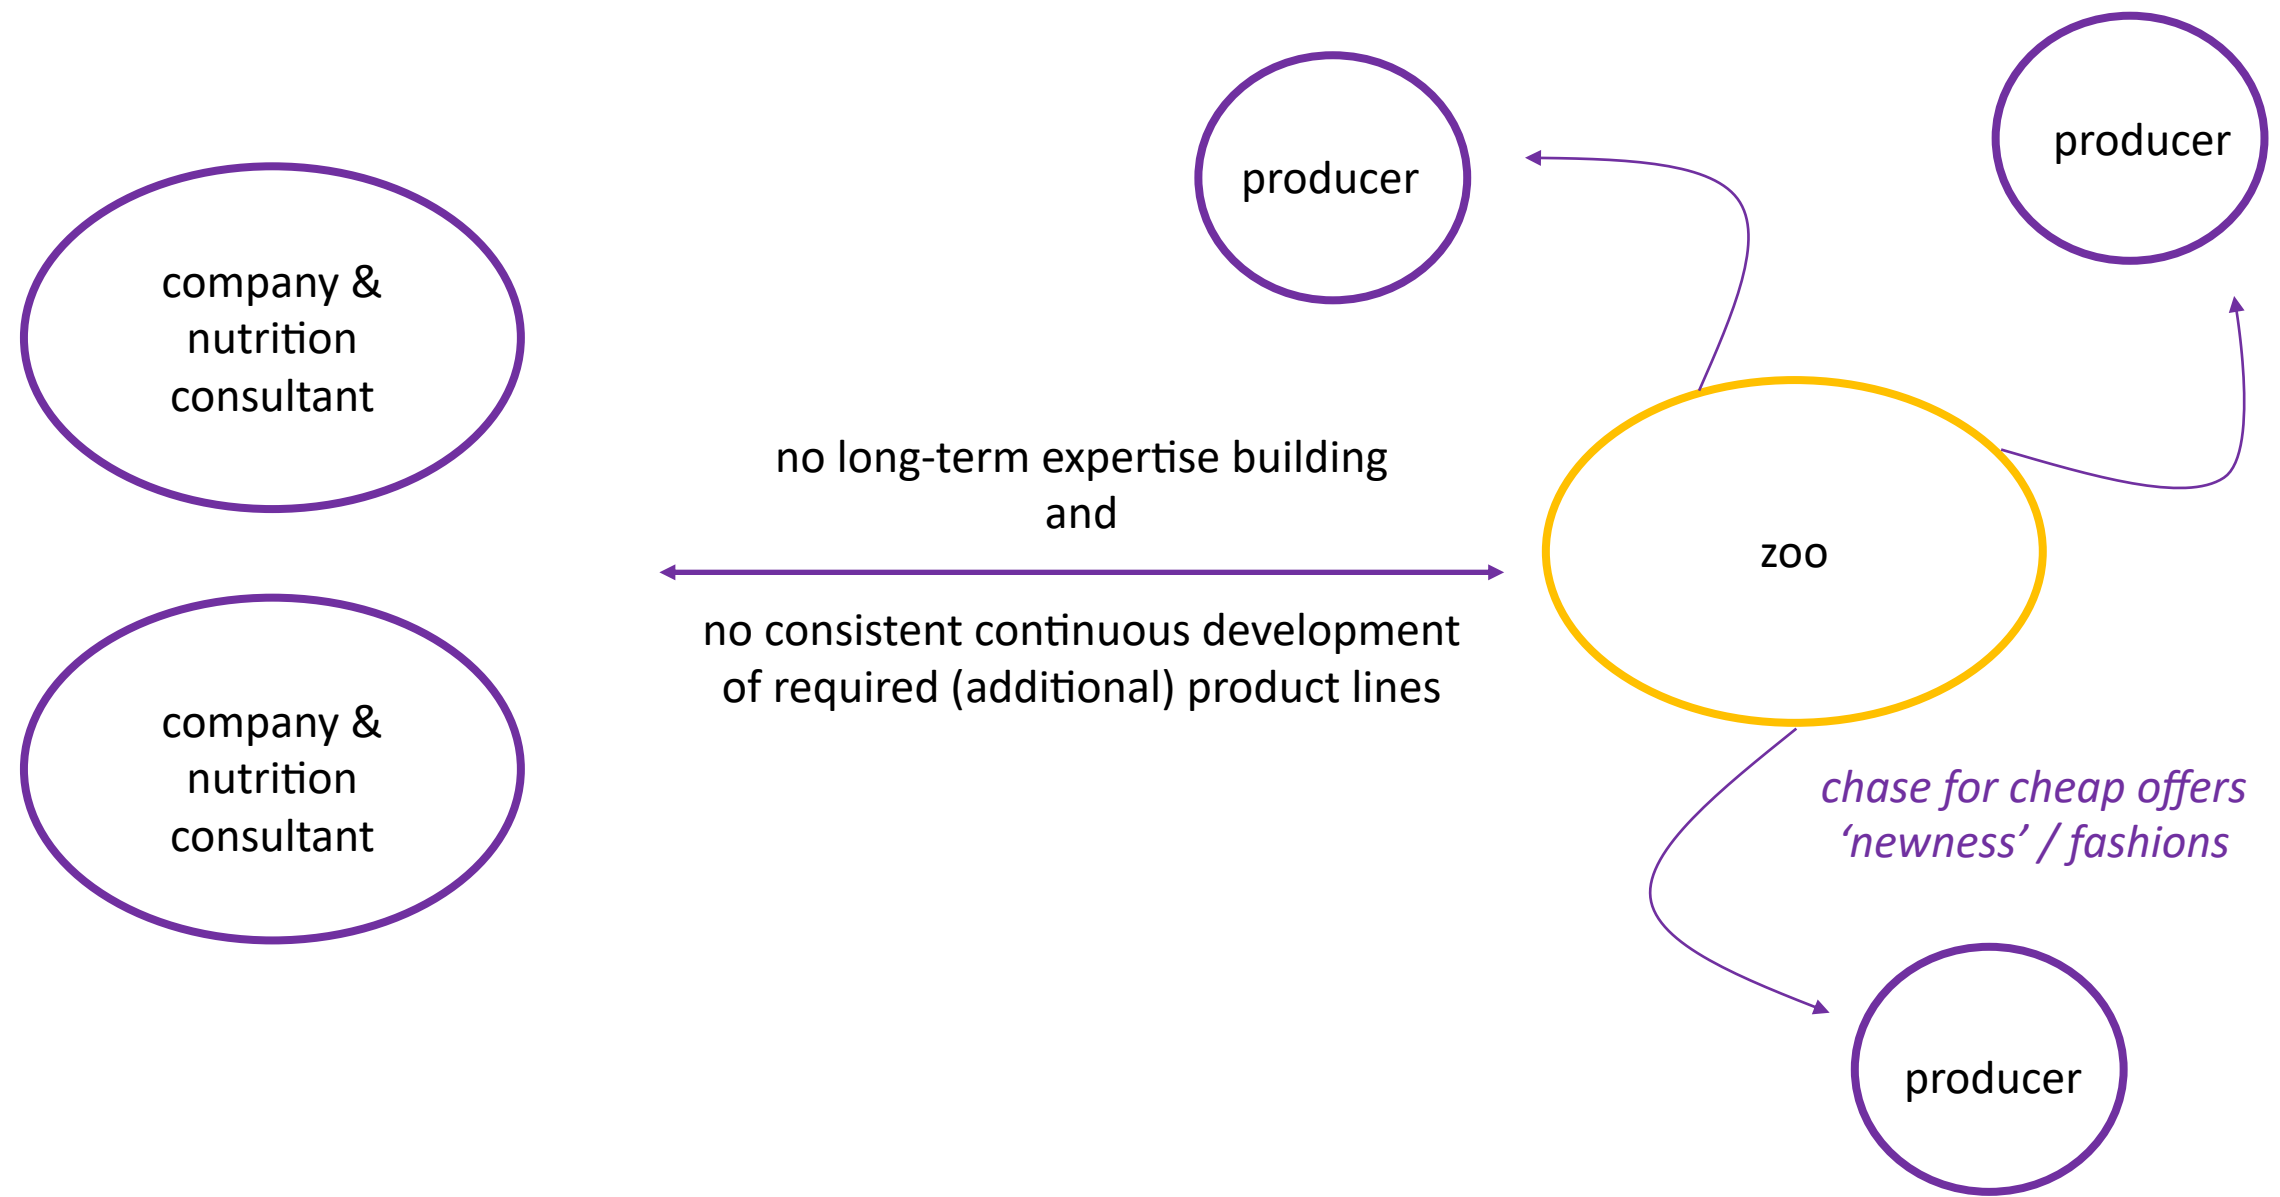 company &
nutrition
consultant
company &
nutrition
consultant
no long-term expertise building
and
no consistent continuous development
of required (additional) product lines
producer
producer
zoo
chase for cheap offers
‘newness’ / fashions
producer